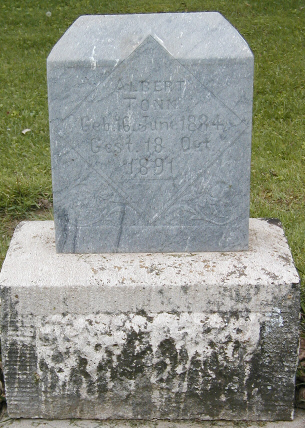 ALBERT
TONN
Geb. 16. June 1884
Gest. 18. Oct.
1891